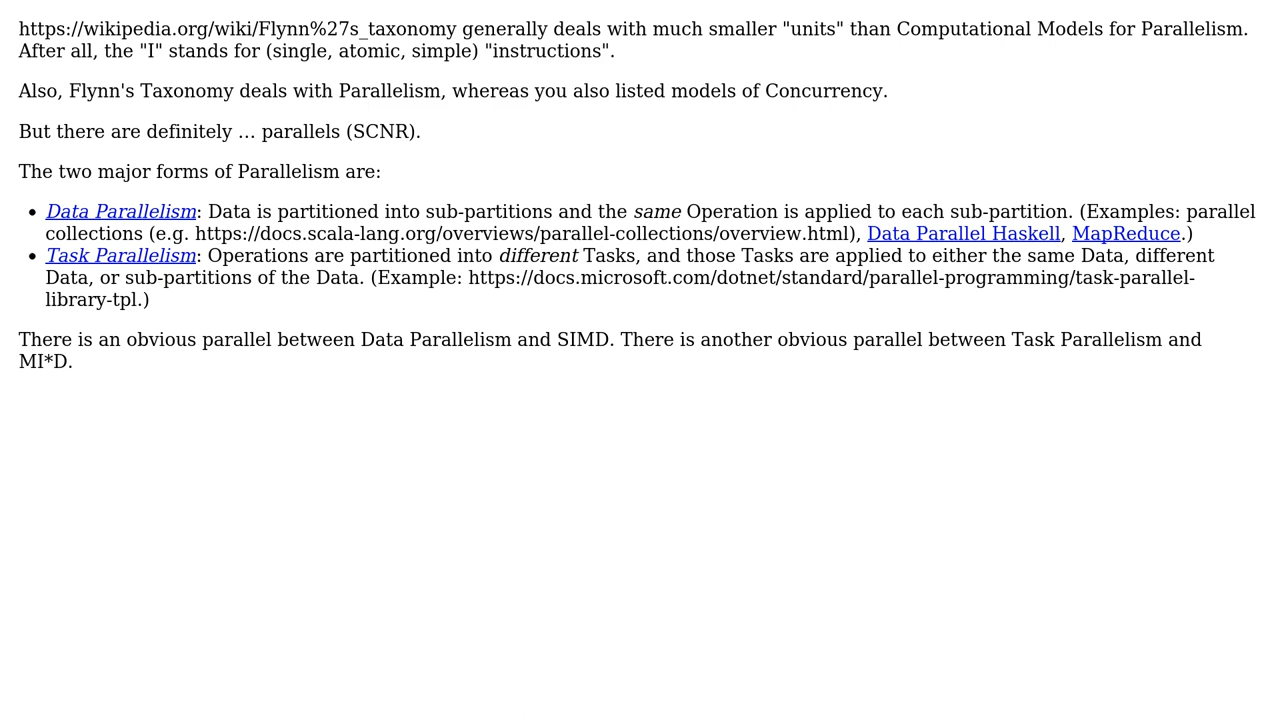 https://wikipedia.org/wiki/Flynn%27s_taxonomy generally deals with much smaller "units" than Computational Models for Parallelism.
After all, the "I" stands for (single, atomic, simple) "instructions".
Also, Flynn's Taxonomy deals with Parallelism, whereas you also listed models of Concurrency.
But there are definitely … parallels (SCNR).
The two major forms of Parallelism are:
• Data Parallelism: Data is partitioned into sub-partitions and the same Operation is applied to each sub-partition. (Examples: parallel
collections (e.g. https://docs.scala-lang.org/overviews/parallel-collections/overview.html), Data Parallel Haskell, MapReduce.)
• Task Parallelism: Operations are partitioned into different Tasks, and those Tasks are applied to either the same Data, different
Data, or sub-partitions of the Data. (Example: https://docs.microsoft.com/dotnet/standard/parallel-programming/task-parallel-
library-tpl.)
There is an obvious parallel between Data Parallelism and SIMD. There is another obvious parallel between Task Parallelism and
MI*D.